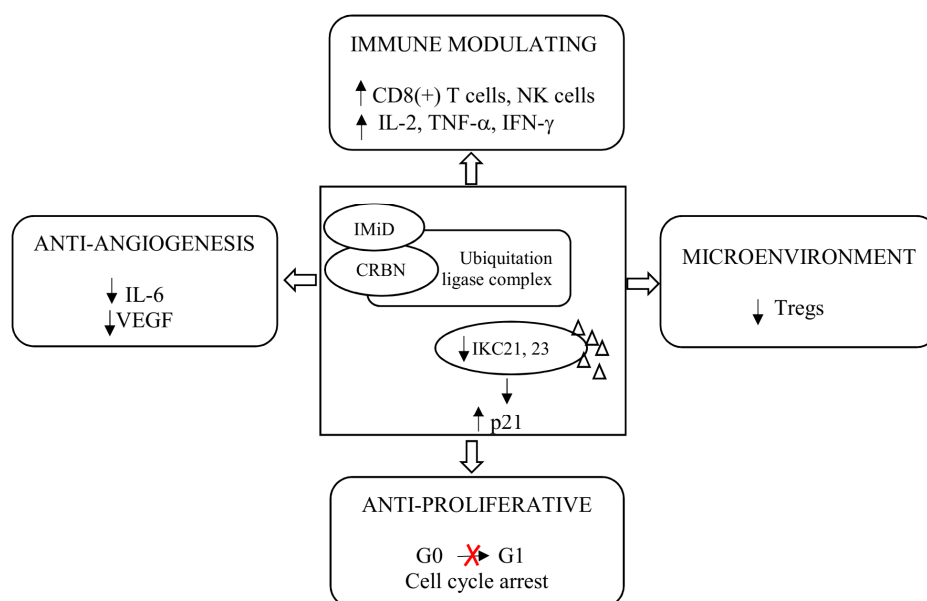 IMMUNE MODULATING
CD8(+) T cells, NK cells
IL-2, TNF-α, IFN-γ
ANTI-ANGIOGENESIS
IL-6
VEGF
IMiD
CRBN
Ubiquitation
ligase complex
IKC21, 23
p21
MICROENVIRONMENT
Tregs
ANTI-PROLIFERATIVE
G0 G1
Cell cycle arrest